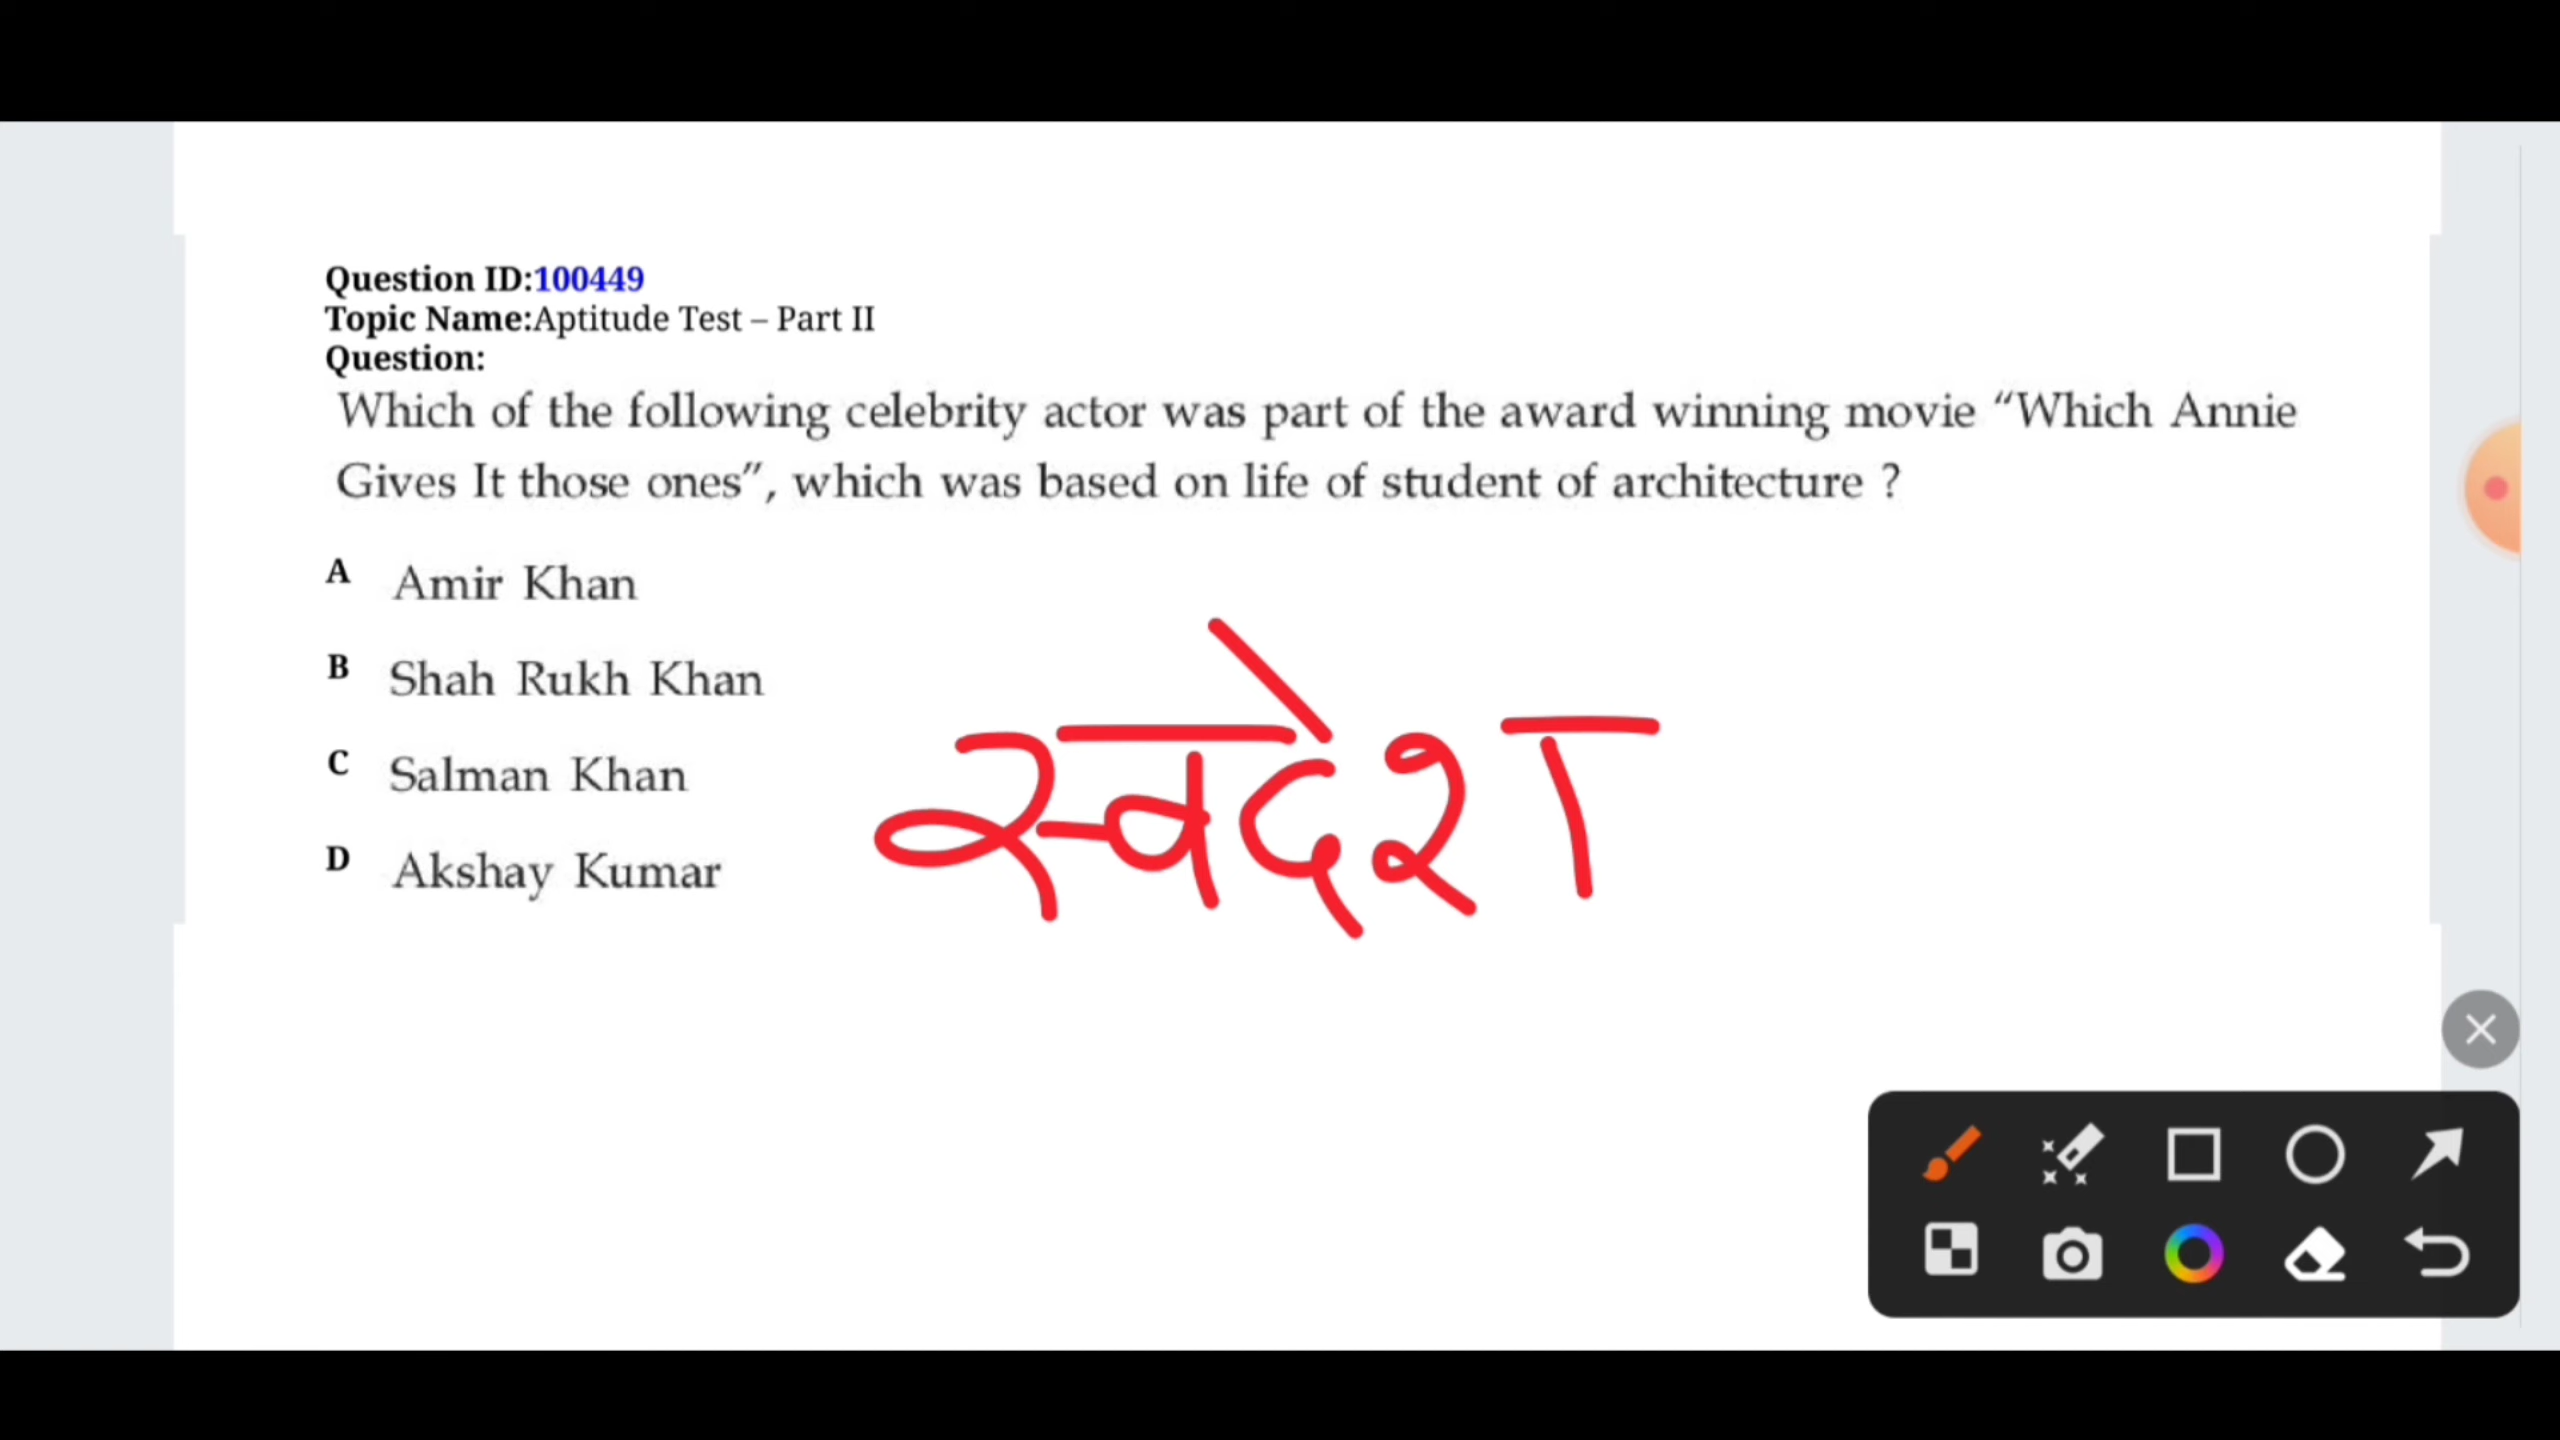 Question ID:100449
Topic Name:Aptitude Test – Part II
Question:
Which of the following celebrity actor was part of the award winning movie “Which Annie
Gives It those ones”, which was based on life of student of architecture ?
A Amir Khan
B Shah Rukh Khan
C Salman Khan
D Akshay Kumar
स्वदेश